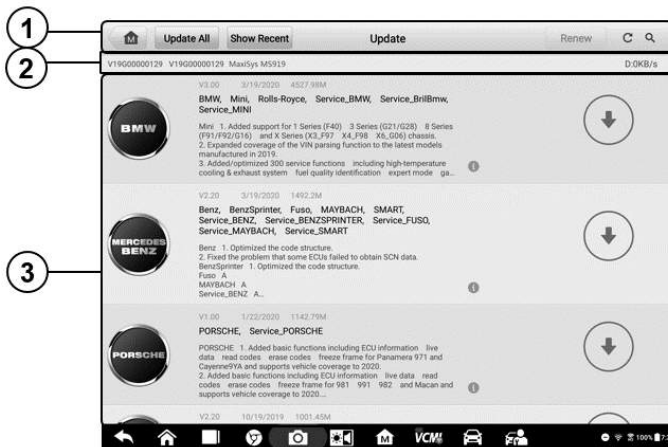 1
Update All
Show Recent
Update
Renew
2
V19G00000129 V19G00000129 MaxiSys MS919
D:0KB/s
V3.00 3/19/2020 4527.98M
BMW, Mini, Rolls-Royce, Service_BMW, Service_BrilBmw,
Service_MINI
BMW
Mini 1. Added support for 1 Series (F40) 3 Series (G21/G28) 8 Series
(F91/F92/G16) and X Series (X3_F97 X4_F98 X6_G06) chassis.
2. Expanded coverage of the VIN parsing function to the latest models
manufactured in 2019.
3. Added/optimized 300 service functions including high-temperature
cooling & exhaust system fuel quality identification expert mode ga...
V2.20 3/19/2020 1492.2M
Benz, BenzSprinter, Fuso, MAYBACH, SMART,
Service_BENZ, Service_BENZSPRINTER, Service_FUSO,
Service_MAYBACH, Service_SMART
MERCEDES
BENZ
Benz 1. Optimized the code structure.
2. Fixed the problem that some ECUs failed to obtain SCN data.
BenzSprinter 1. Optimized the code structure.
Fuso A
MAYBACH A
Service_BENZ A...
3
V1.00 1/22/2020 1142.79M
PORSCHE, Service_PORSCHE
PORSCHE
PORSCHE 1. Added basic functions including ECU information live
data read codes erase codes freeze frame for Panamera 971 and
Cayenne9YA and supports vehicle coverage to 2020.
2. Added basic functions including ECU information live data read
codes erase codes freeze frame for 981 991 982 and Macan and
supports vehicle coverage to 2020....
V2.20 10/19/2019 1001.45M
M
VCMI
100%